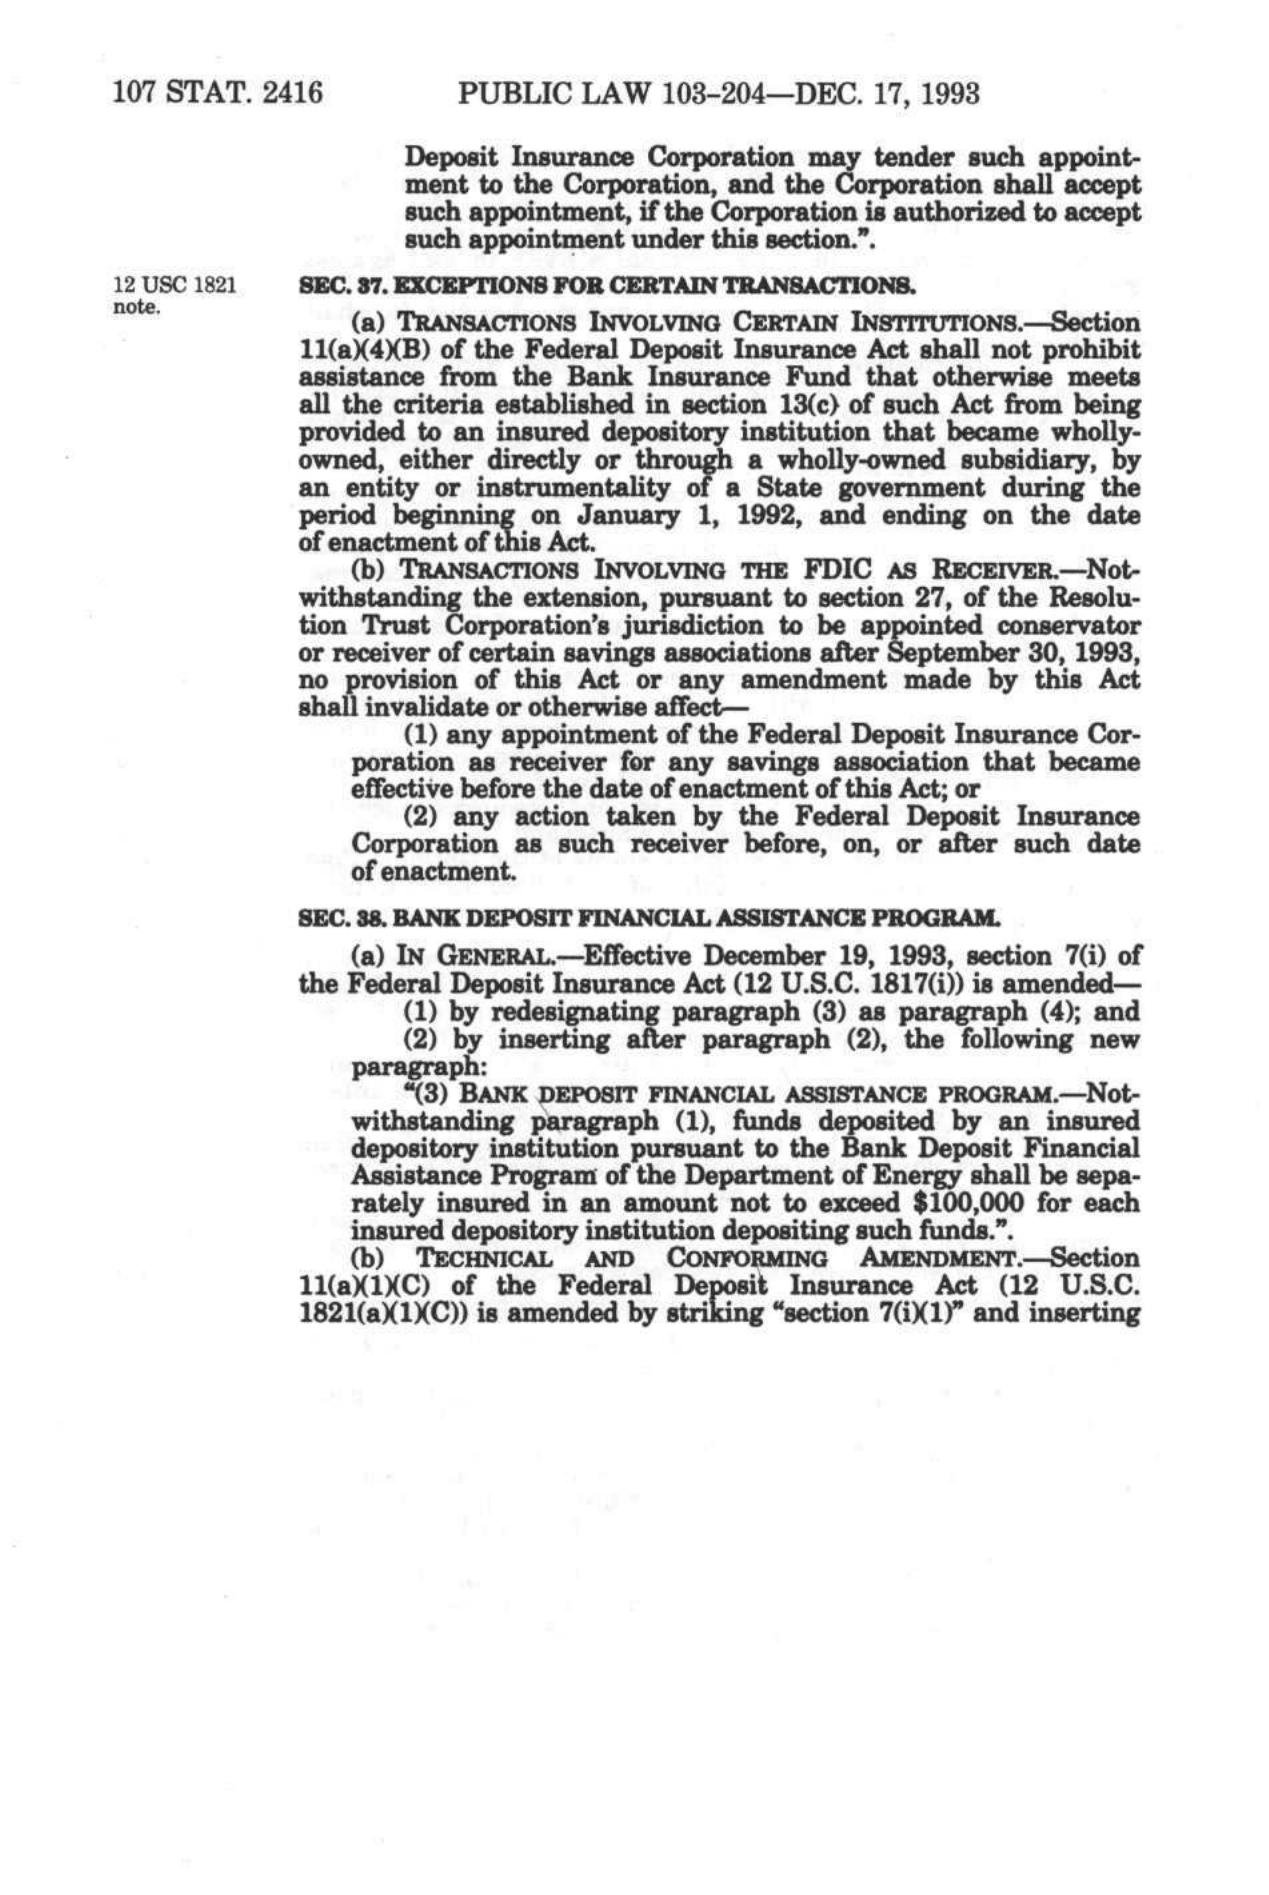 107 STAT. 2416 PUBLIC LAW 103-204—DEC. 17, 1993
Deposit Insurance Corporation may tender such appoint-
ment to the Corporation, and the Corporation shall accept
such appointment, if the Corporation is authorized to accept
such appointment under this section.”.
12 USC 1821
note.
SEC. 37. EXCEPTIONS FOR CERTAIN TRANSACTIONS.
(a) TRANSACTIONS INVOLVING CERTAIN INSTITUTIONS.—Section
11(a)(4)(B) of the Federal Deposit Insurance Act shall not prohibit
assistance from the Bank Insurance Fund that otherwise meets
all the criteria established in section 13(c) of such Act from being
provided to an insured depository institution that became wholly-
owned, either directly or through a wholly-owned subsidiary, by
an entity or instrumentality of a State government during the
period beginning on January 1, 1992, and ending on the date
of enactment of this Act.
(b) TRANSACTIONS INVOLVING THE FDIC AS RECEIVER.—Not-
withstanding the extension, pursuant to section 27, of the Resolu-
tion Trust Corporation's jurisdiction to be appointed conservator
or receiver of certain savings associations after September 30, 1993,
no provision of this Act or any amendment made by this Act
shall invalidate or otherwise affect—
(1) any appointment of the Federal Deposit Insurance Cor-
poration as receiver for any savings association that became
effective before the date of enactment of this Act; or
(2) any action taken by the Federal Deposit Insurance
Corporation as such receiver before, on, or after such date
of enactment.
SEC. 38. BANK DEPOSIT FINANCIAL ASSISTANCE PROGRAM.
(a) IN GENERAL.—Effective December 19, 1993, section 7(i) of
the Federal Deposit Insurance Act (12 U.S.C. 1817(i)) is amended—
(1) by redesignating paragraph (3) as paragraph (4); and
(2) by inserting after paragraph (2), the following new
paragraph:
“(3) BANK DEPOSIT FINANCIAL ASSISTANCE PROGRAM.—Not-
withstanding paragraph (1), funds deposited by an insured
depository institution pursuant to the Bank Deposit Financial
Assistance Program of the Department of Energy shall be sepa-
rately insured in an amount not to exceed $100,000 for each
insured depository institution depositing such funds.”.
(b) TECHNICAL AND CONFORMING AMENDMENT.—Section
11(a)(1)(C) of the Federal Deposit Insurance Act (12 U.S.C.
1821(a)(1)(C)) is amended by striking “section 7(i)(1)” and inserting